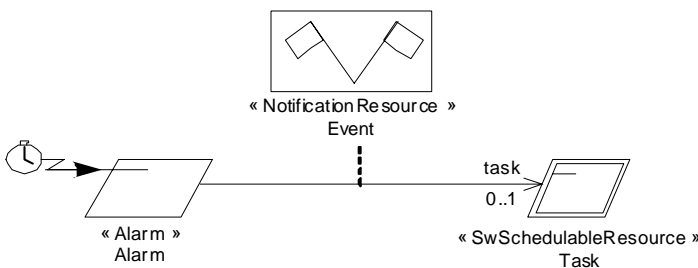 « NotificationResource »
Event
task
0..1
« Alarm »
Alarm
« SwSchedulableResource »
Task